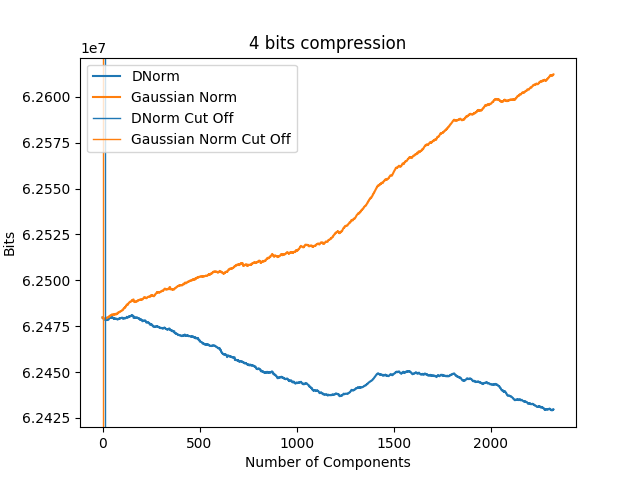 4 bits compression
1e7
DNorm
Gaussian Norm
DNorm Cut Off
Gaussian Norm Cut Off
6.2600
6.2575
6.2550
6.2525
6.2500
6.2475
6.2450
6.2425
Bits
0 500 1000 1500 2000
Number of Components